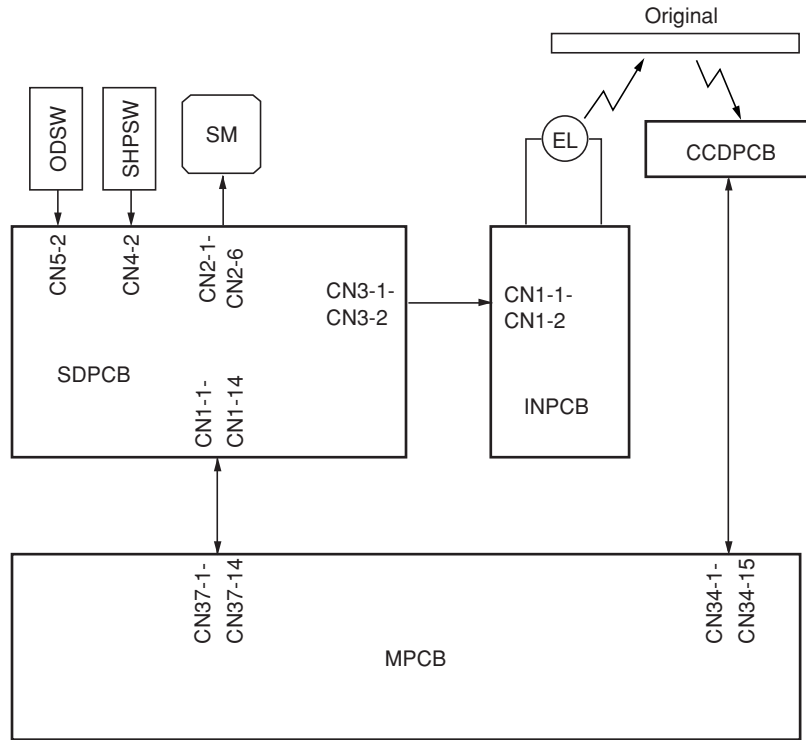 Original
ODSW
SHPSW
SM
EL
CCDPCB
CN5-2
CN4-2
CN2-1-
CN2-6
CN3-1-
CN3-2
CN1-1-
CN1-2
SDPCB
CN1-1-
CN1-14
INPCB
CN37-1-
CN37-14
CN34-1-
CN34-15
MPCB